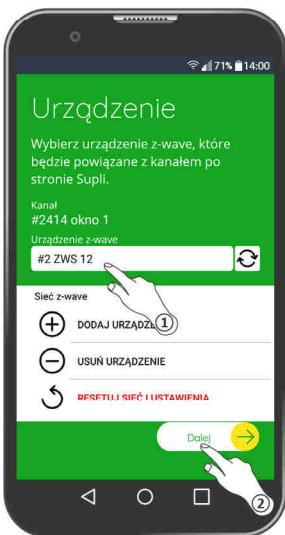 71% 14:00
Urządzenie
Wybierz urządzenie z-wave, które
będzie powiązane z kanałem po
stronie Supli.
Kanał
#2414 okno 1
Urządzenie z-wave
#2 ZWS 12
Sieć z-wave
1
DODAJ URZĄDZE
USUŃ URZĄDZENIE
RESETUJ SIEĆ I USTAWIENIA
Dalej
2